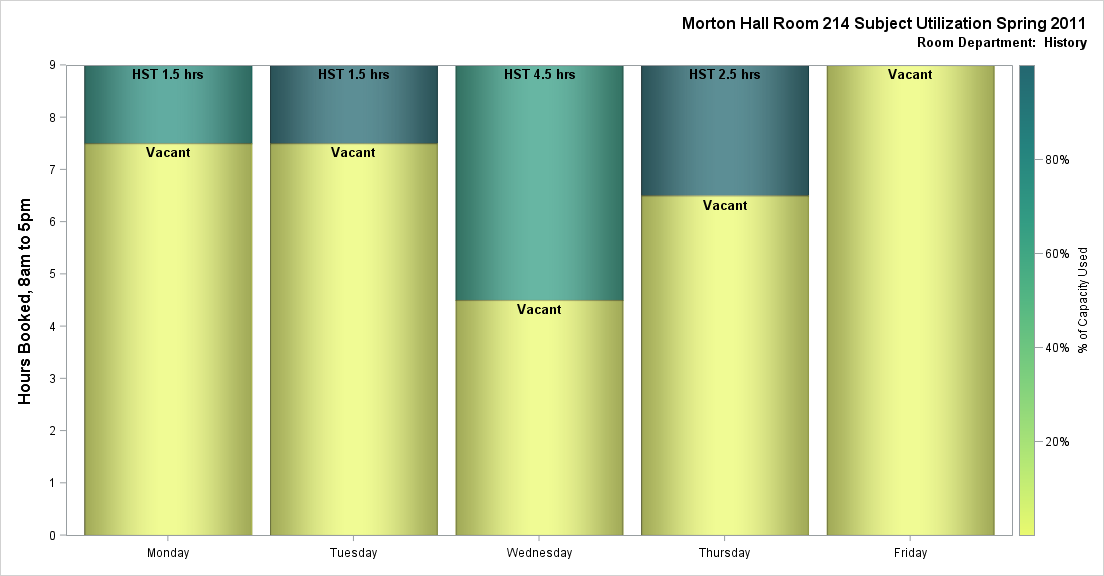 Morton Hall Room 214 Subject Utilization Spring 2011
Room Department:  History
Hours Booked, 8am to 5pm
9
8
7
6
5
4
3
2
1
0
HST 1.5 hrs
Vacant
HST 1.5 hrs
Vacant
HST 4.5 hrs
Vacant
HST 2.5 hrs
Vacant
Vacant
Monday
Tuesday
Wednesday
Thursday
Friday
80%
60%
40%
20%
% of Capacity Used